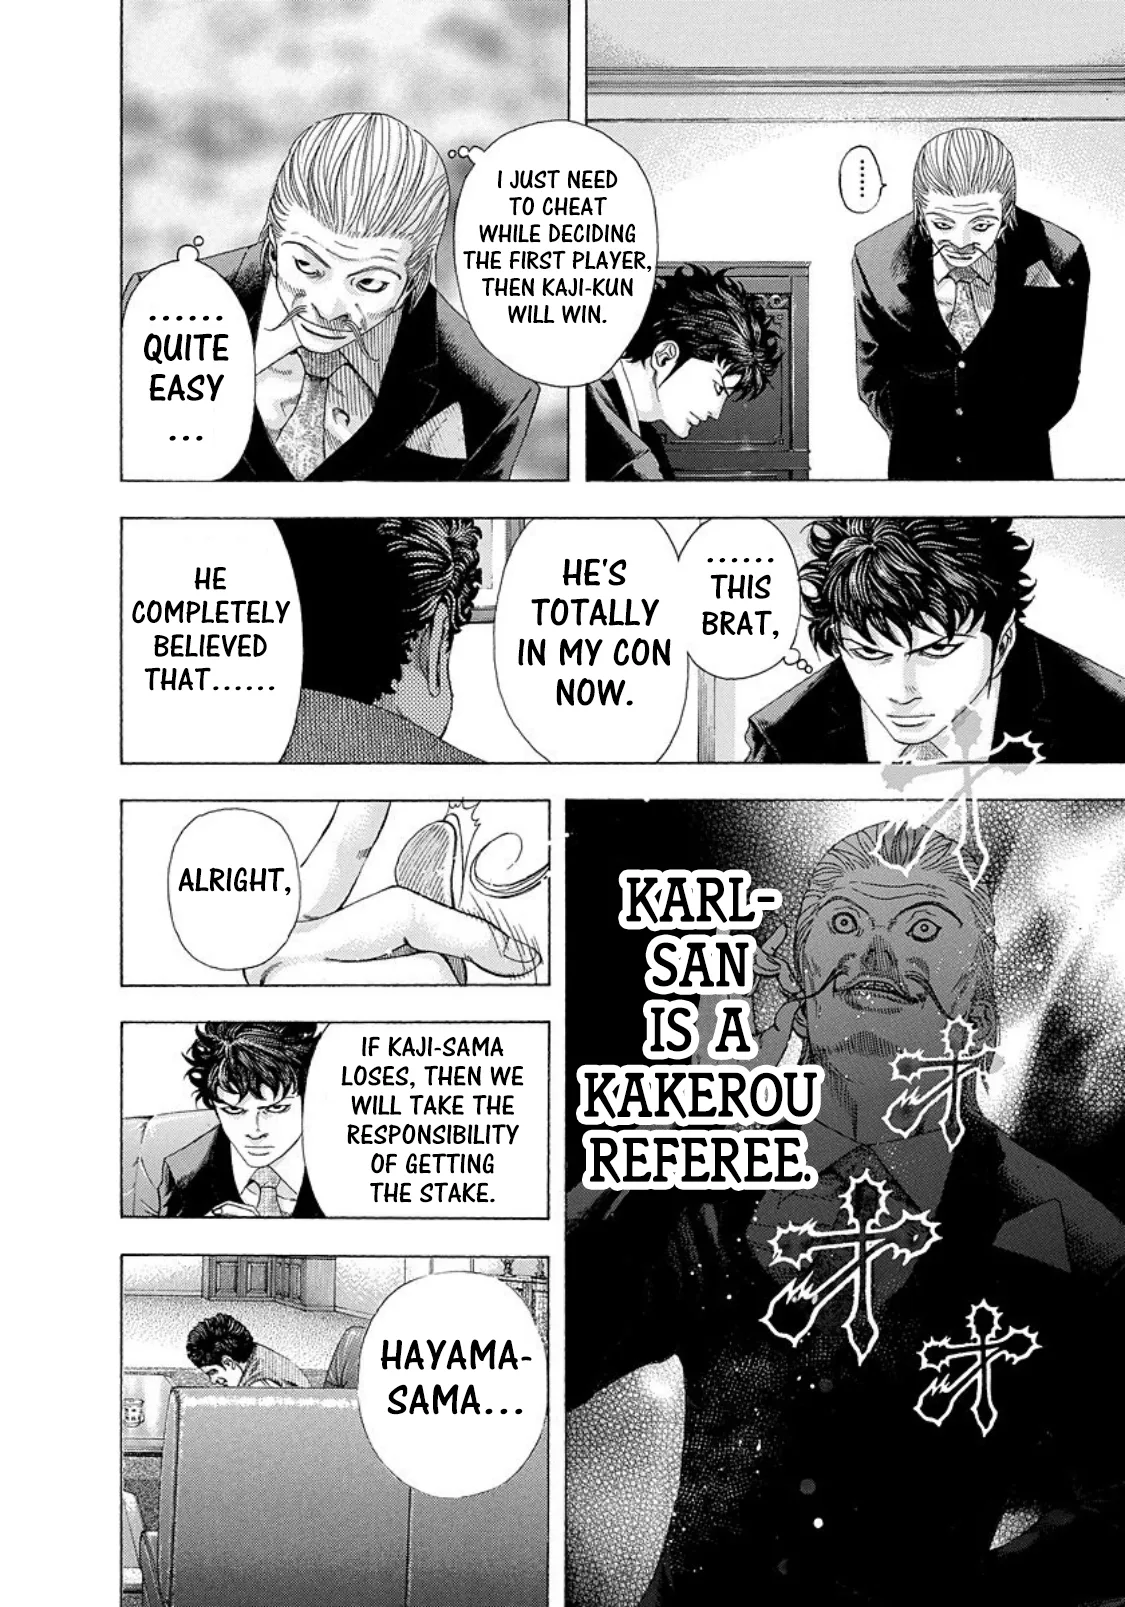 ......
I JUST NEED
TO CHEAT
WHILE DECIDING
THE FIRST PLAYER,
THEN KAJI-KUN
WILL WIN.
......
QUITE
EASY
...
......
THIS
BRAT,
HE'S
TOTALLY
IN MY CON
NOW.
HE
COMPLETELY
BELIEVED
THAT......
KARL-
SAN
IS A
KAKEROU
REFEREE.
ALRIGHT,
IF KAJI-SAMA
LOSES, THEN WE
WILL TAKE THE
RESPONSIBILITY
OF GETTING
THE STAKE.
HAYAMA-
SAMA...